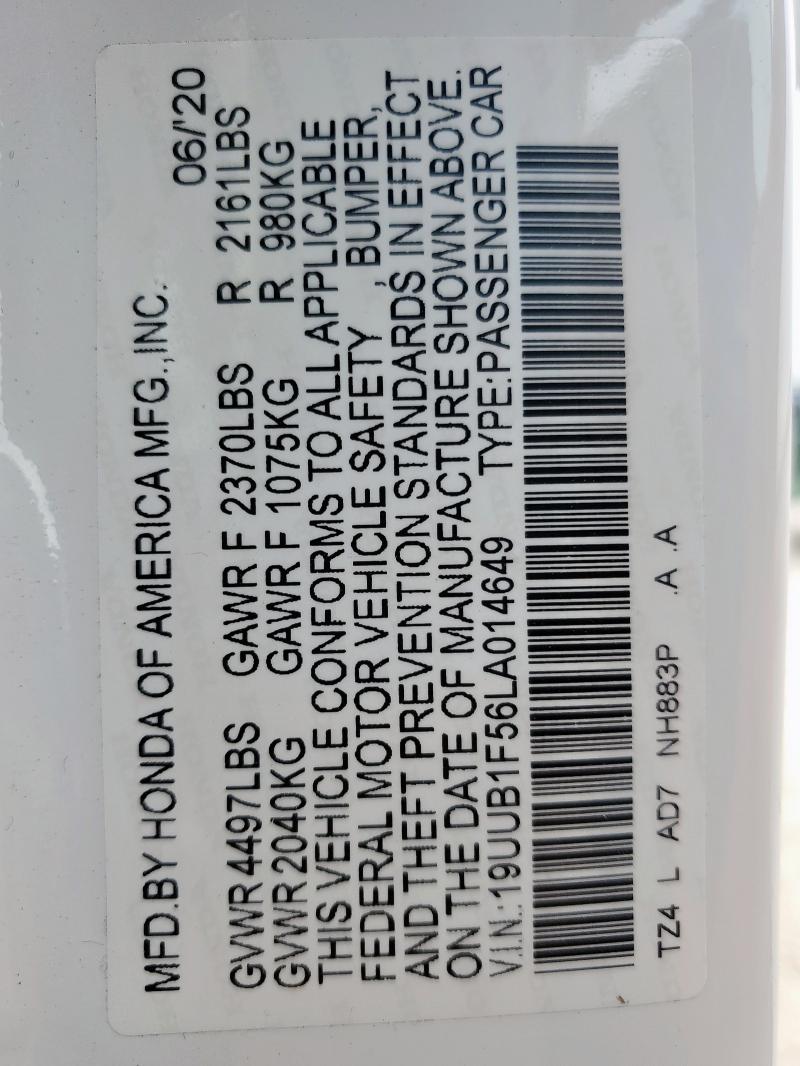 MFD.BY HONDA OF AMERICA MFG.,INC. 06/'20
GVWR 4497LBS GAWR F 2370LBS R 2161LBS
GVWR 2040KG GAWR F 1075KG R 980KG
THIS VEHICLE CONFORMS TO ALL APPLICABLE
FEDERAL MOTOR VEHICLE SAFETY , BUMPER,
AND THEFT PREVENTION STANDARDS IN EFFECT
ON THE DATE OF MANUFACTURE SHOWN ABOVE.
V.I.N.:19UUB1F56LA014649 TYPE:PASSENGER CAR
TZ4 L AD7 NH883P .A .A